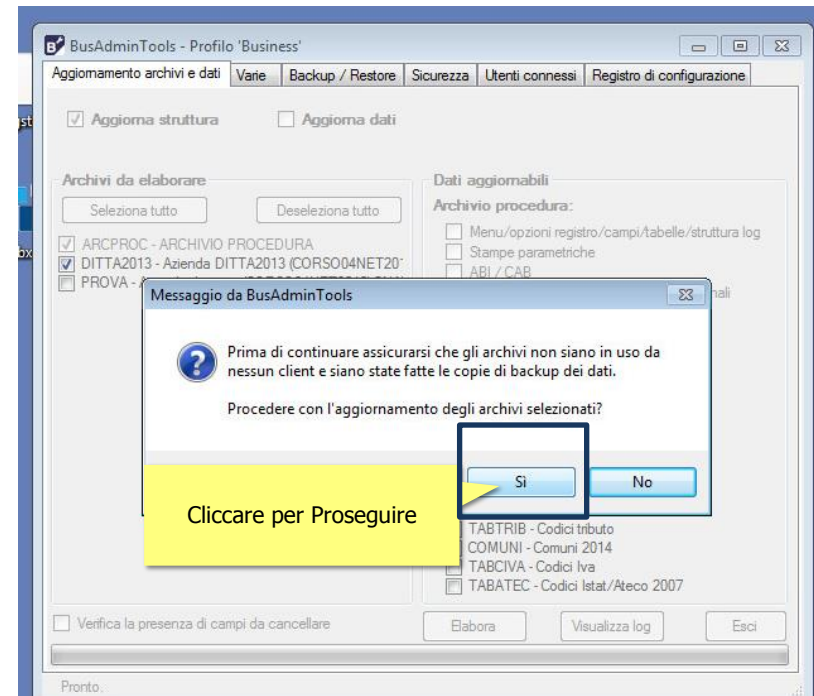 BusAdminTools - Profilo 'Business'
Aggiornamento archivi e dati Varie Backup / Restore Sicurezza Utenti connessi Registro di configurazione
Aggiorna struttura Aggiorna dati
Archivi da elaborare
Seleziona tutto Deseleziona tutto
ARCPROC - ARCHIVIO PROCEDURA
DITTA2013 - Azienda DITTA2013 (CORSO04NET20
PROVA -
Dati aggiornabili
Archivio procedura:
Menu/opzioni registro/campi/tabelle/struttura log
Stampe parametriche
ABI / CAB
nali
Messaggio da BusAdminTools
Prima di continuare assicurarsi che gli archivi non siano in uso da
nessun client e siano state fatte le copie di backup dei dati.
Procedere con l'aggiornamento degli archivi selezionati?
Sì No
Cliccare per Proseguire
TABTRIB - Codici tributo
COMUNI - Comuni 2014
TABCIVA - Codici Iva
TABATEC - Codici Istat/Ateco 2007
Verifica la presenza di campi da cancellare Elabora Visualizza log Esci
Pronto.